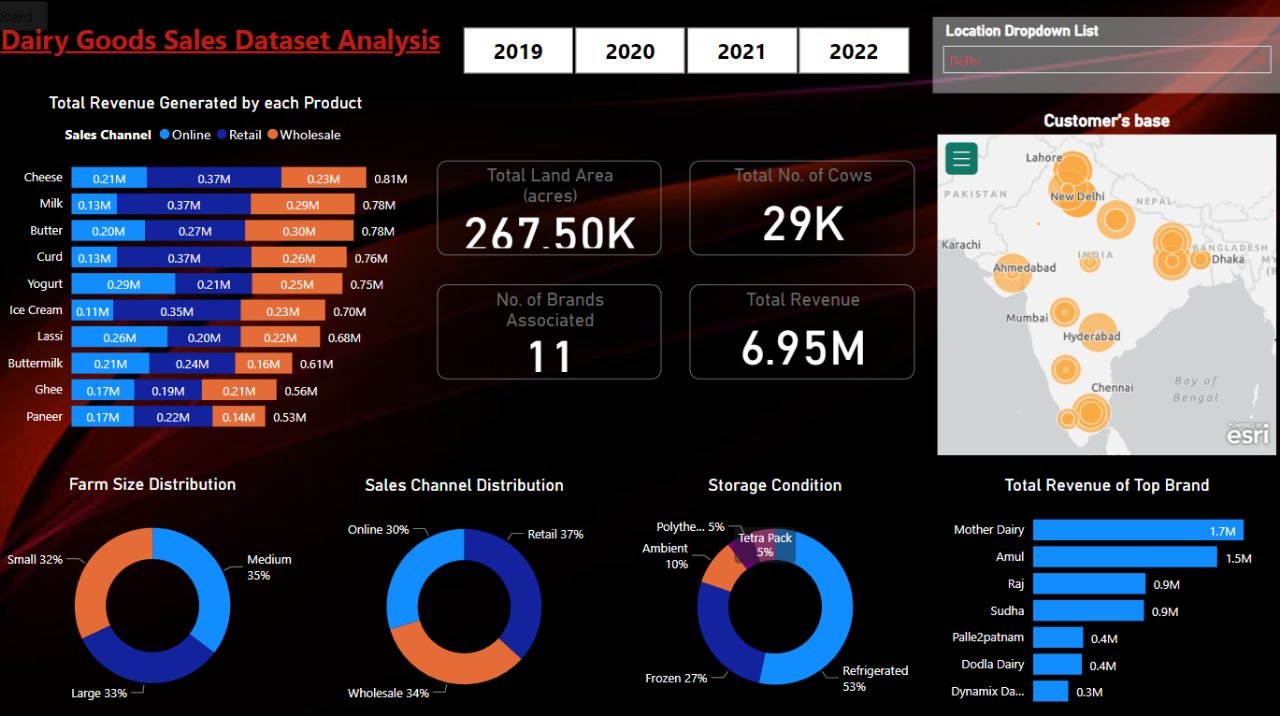 board
Dairy Goods Sales Dataset Analysis
2019
2020
2021
2022
Location Dropdown List
Delhi
Total Revenue Generated by each Product
Sales Channel Online Retail Wholesale
Cheese 0.21M 0.37M 0.23M 0.81M
Milk 0.13M 0.37M 0.29M 0.78M
Butter 0.20M 0.27M 0.30M 0.78M
Curd 0.13M 0.37M 0.26M 0.76M
Yogurt 0.29M 0.21M 0.25M 0.75M
Ice Cream 0.11M 0.35M 0.23M 0.70M
Lassi 0.26M 0.20M 0.22M 0.68M
Buttermilk 0.21M 0.24M 0.16M 0.61M
Ghee 0.17M 0.19M 0.21M 0.56M
Paneer 0.17M 0.22M 0.14M 0.53M
Total Land Area
(acres)
267.50K
Total No. of Cows
29K
No. of Brands
Associated
11
Total Revenue
6.95M
Customer's base
Lahore
PAKISTAN
New Delhi
NEPAL
Karachi
INDIA
BANGLADESH
Dhaka
MY
(B
Ahmedabad
Mumbai
Hyderabad
Chennai
Bay of
Bengal
POWERED BY
esri
Farm Size Distribution
Small 32%
Medium
35%
Large 33%
Sales Channel Distribution
Online 30%
Retail 37%
Wholesale 34%
Storage Condition
Polythe... 5%
Tetra Pack
5%
Ambient
10%
Frozen 27%
Refrigerated
53%
Total Revenue of Top Brand
Mother Dairy 1.7M
Amul 1.5M
Raj 0.9M
Sudha 0.9M
Palle2patnam 0.4M
Dodla Dairy 0.4M
Dynamix Da... 0.3M